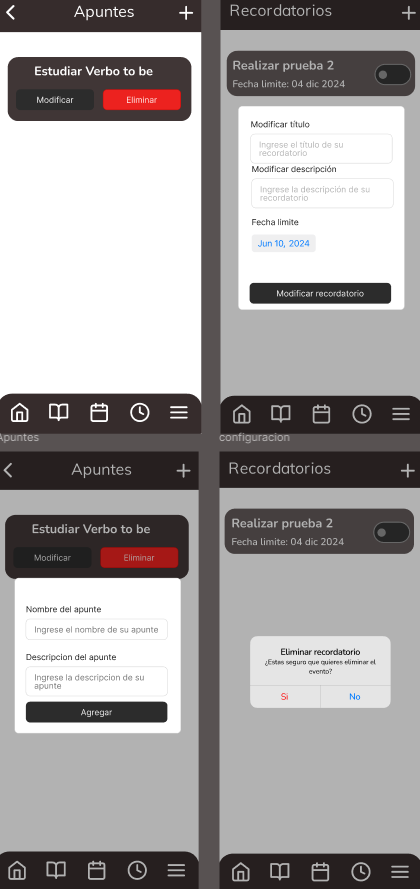 Apuntes
Estudiar Verbo to be
Modificar
Eliminar
Recordatorios
Realizar prueba 2
Fecha limite: 04 dic 2024
Modificar título
Ingrese el título de su
recordatorio
Modificar descripción
Ingrese la descripción de su
recordatorio
Fecha limite
Jun 10, 2024
Modificar recordatorio
Apuntes
configuracion
Apuntes
Estudiar Verbo to be
Modificar
Eliminar
Nombre del apunte
Ingrese el nombre de su apunte
Descripcion del apunte
Ingrese la descripcion de su
apunte
Agregar
Recordatorios
Realizar prueba 2
Fecha limite: 04 dic 2024
Eliminar recordatorio
¿Estas seguro que quieres eliminar el
evento?
Si
No